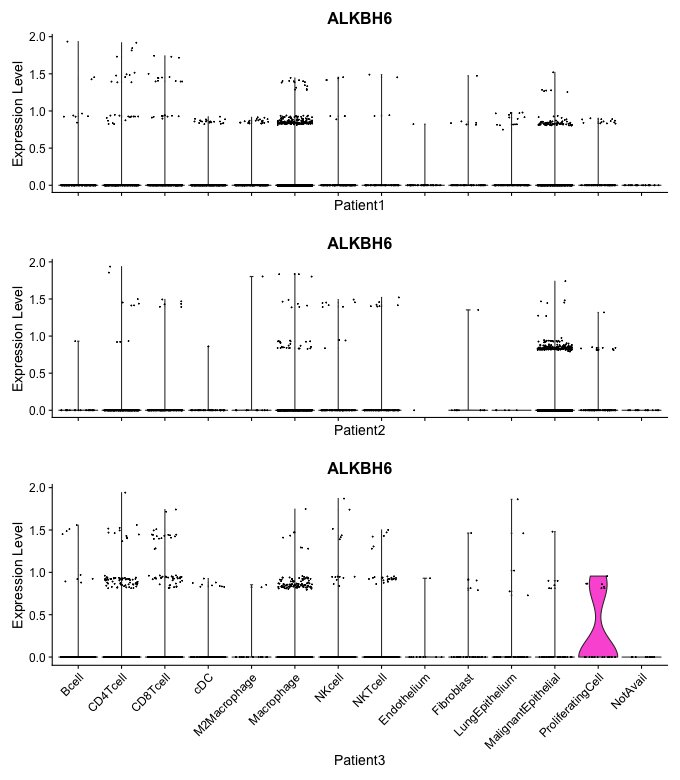 ALKBH6
Expression Level
2.0
1.5
1.0
0.5
0.0
Patient1
ALKBH6
Expression Level
2.0
1.5
1.0
0.5
0.0
Patient2
ALKBH6
Expression Level
2.0
1.5
1.0
0.5
0.0
Bcell
CD4Tcell
CD8Tcell
cDC
M2Macrophage
Macrophage
NKcell
NKTcell
Endothelium
Fibroblast
LungEpithelium
MalignantEpithelial
ProliferatingCell
NotAvail
Patient3